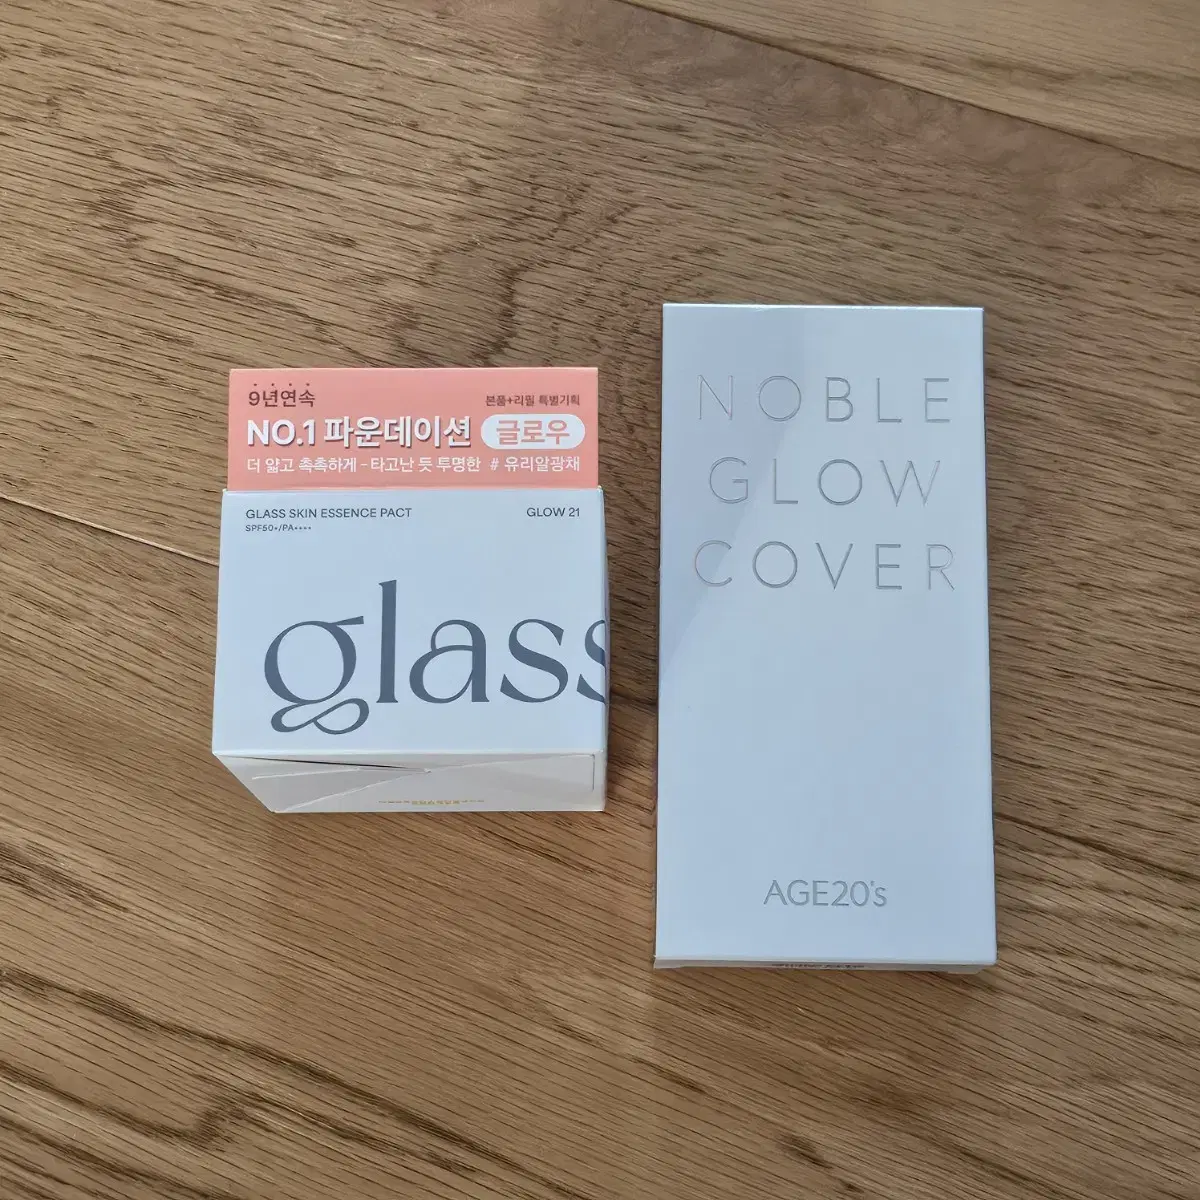 9년연속
본품+리필 특별기획
NO.1 파운데이션 글로우
더 얇고 촉촉하게 - 타고난 듯 투명한 # 유리알광채
GLASS SKIN ESSENCE PACT
GLOW 21
SPF50+/PA++++
glass
NOBLE
GLOW
COVER
AGE20's